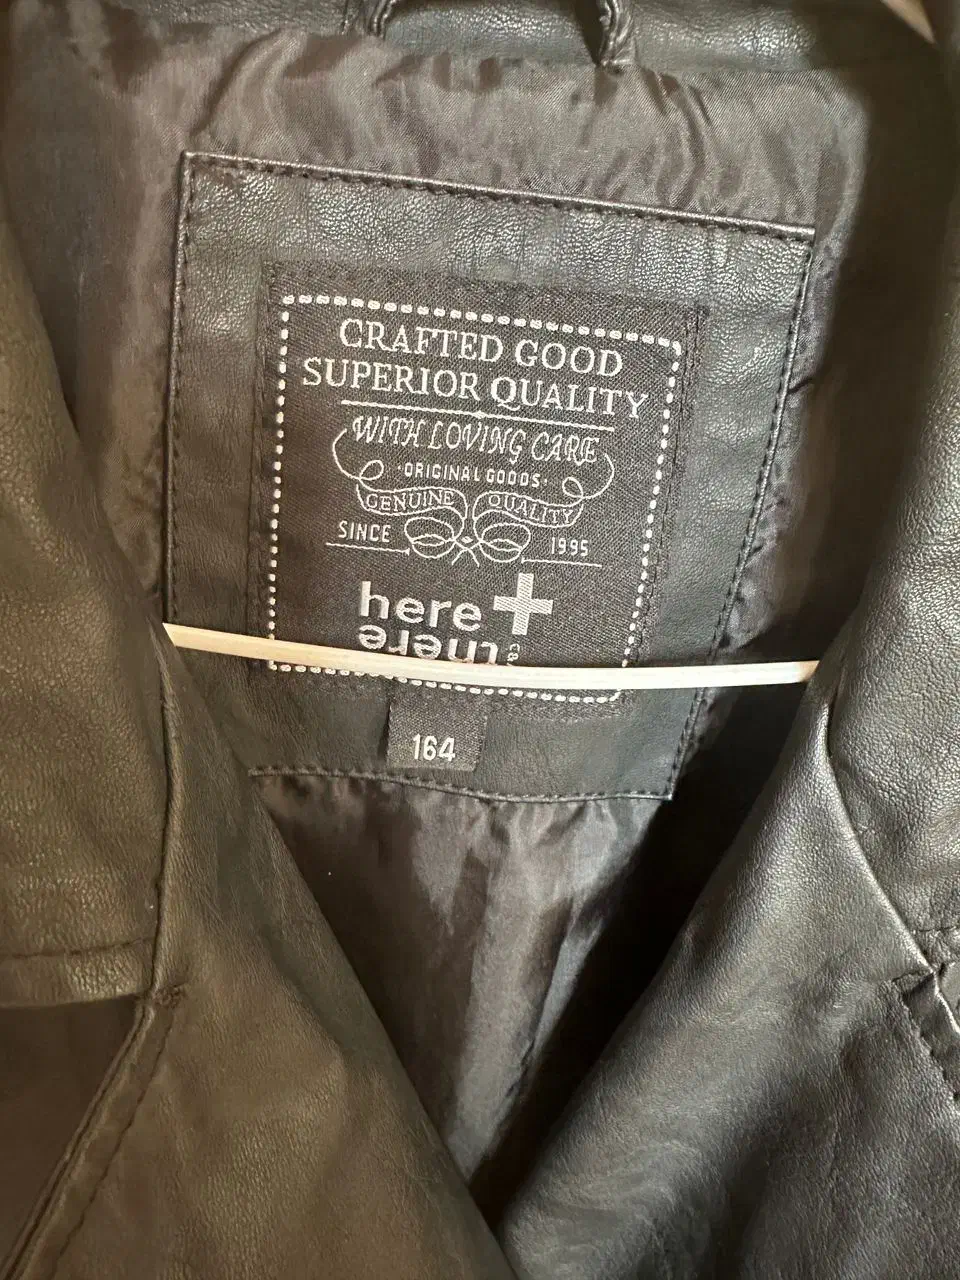 CRAFTED GOOD
SUPERIOR QUALITY
WITH LOVING CARE
·ORIGINAL GOODS·
GENUINE QUALITY
SINCE 1995
here +
there
164